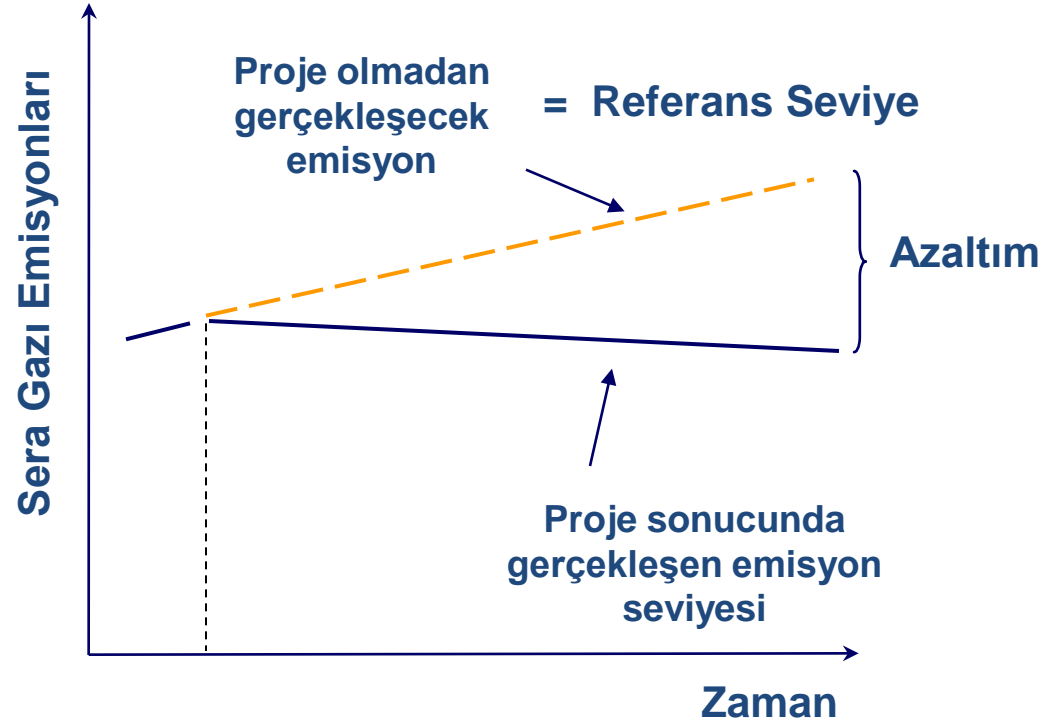 Proje olmadan
gerçekleşecek
emisyon
= Referans Seviye
Sera Gazı Emisyonları
Azaltım
Proje sonucunda
gerçekleşen emisyon
seviyesi
Zaman